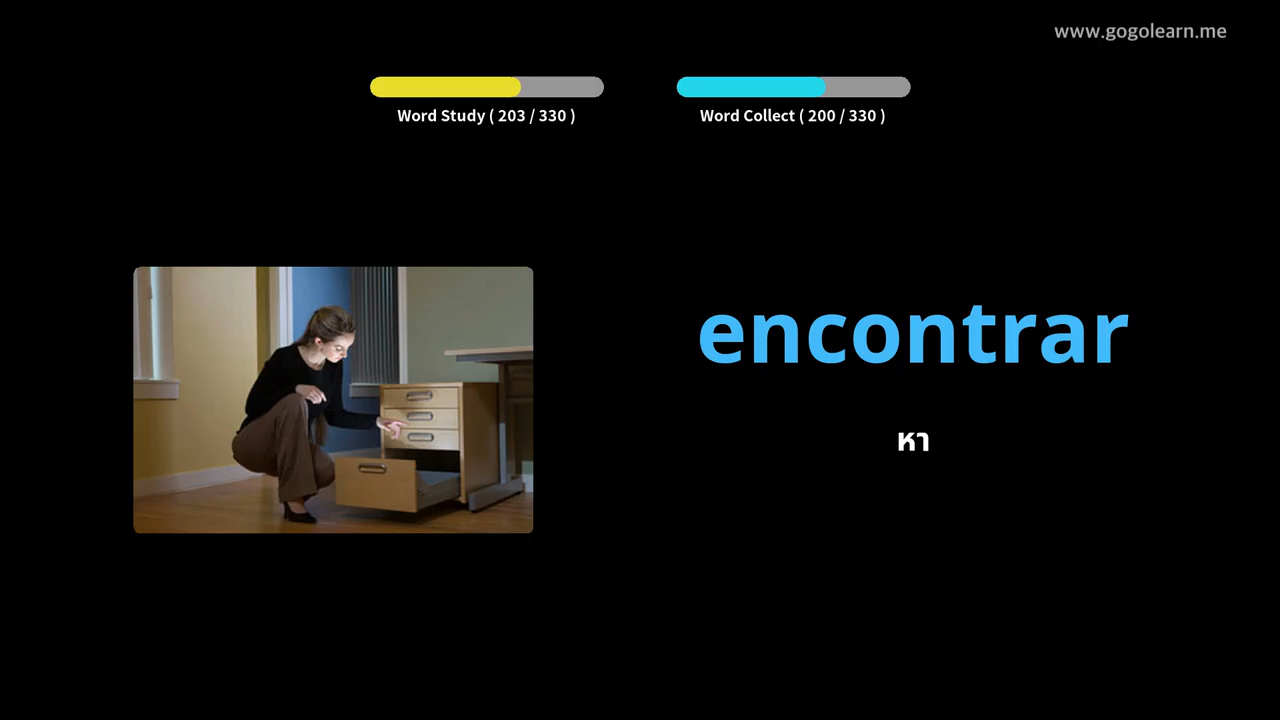 www.gogolearn.me
Word Study ( 203 / 330 )
Word Collect ( 200 / 330 )
encontrar
หา